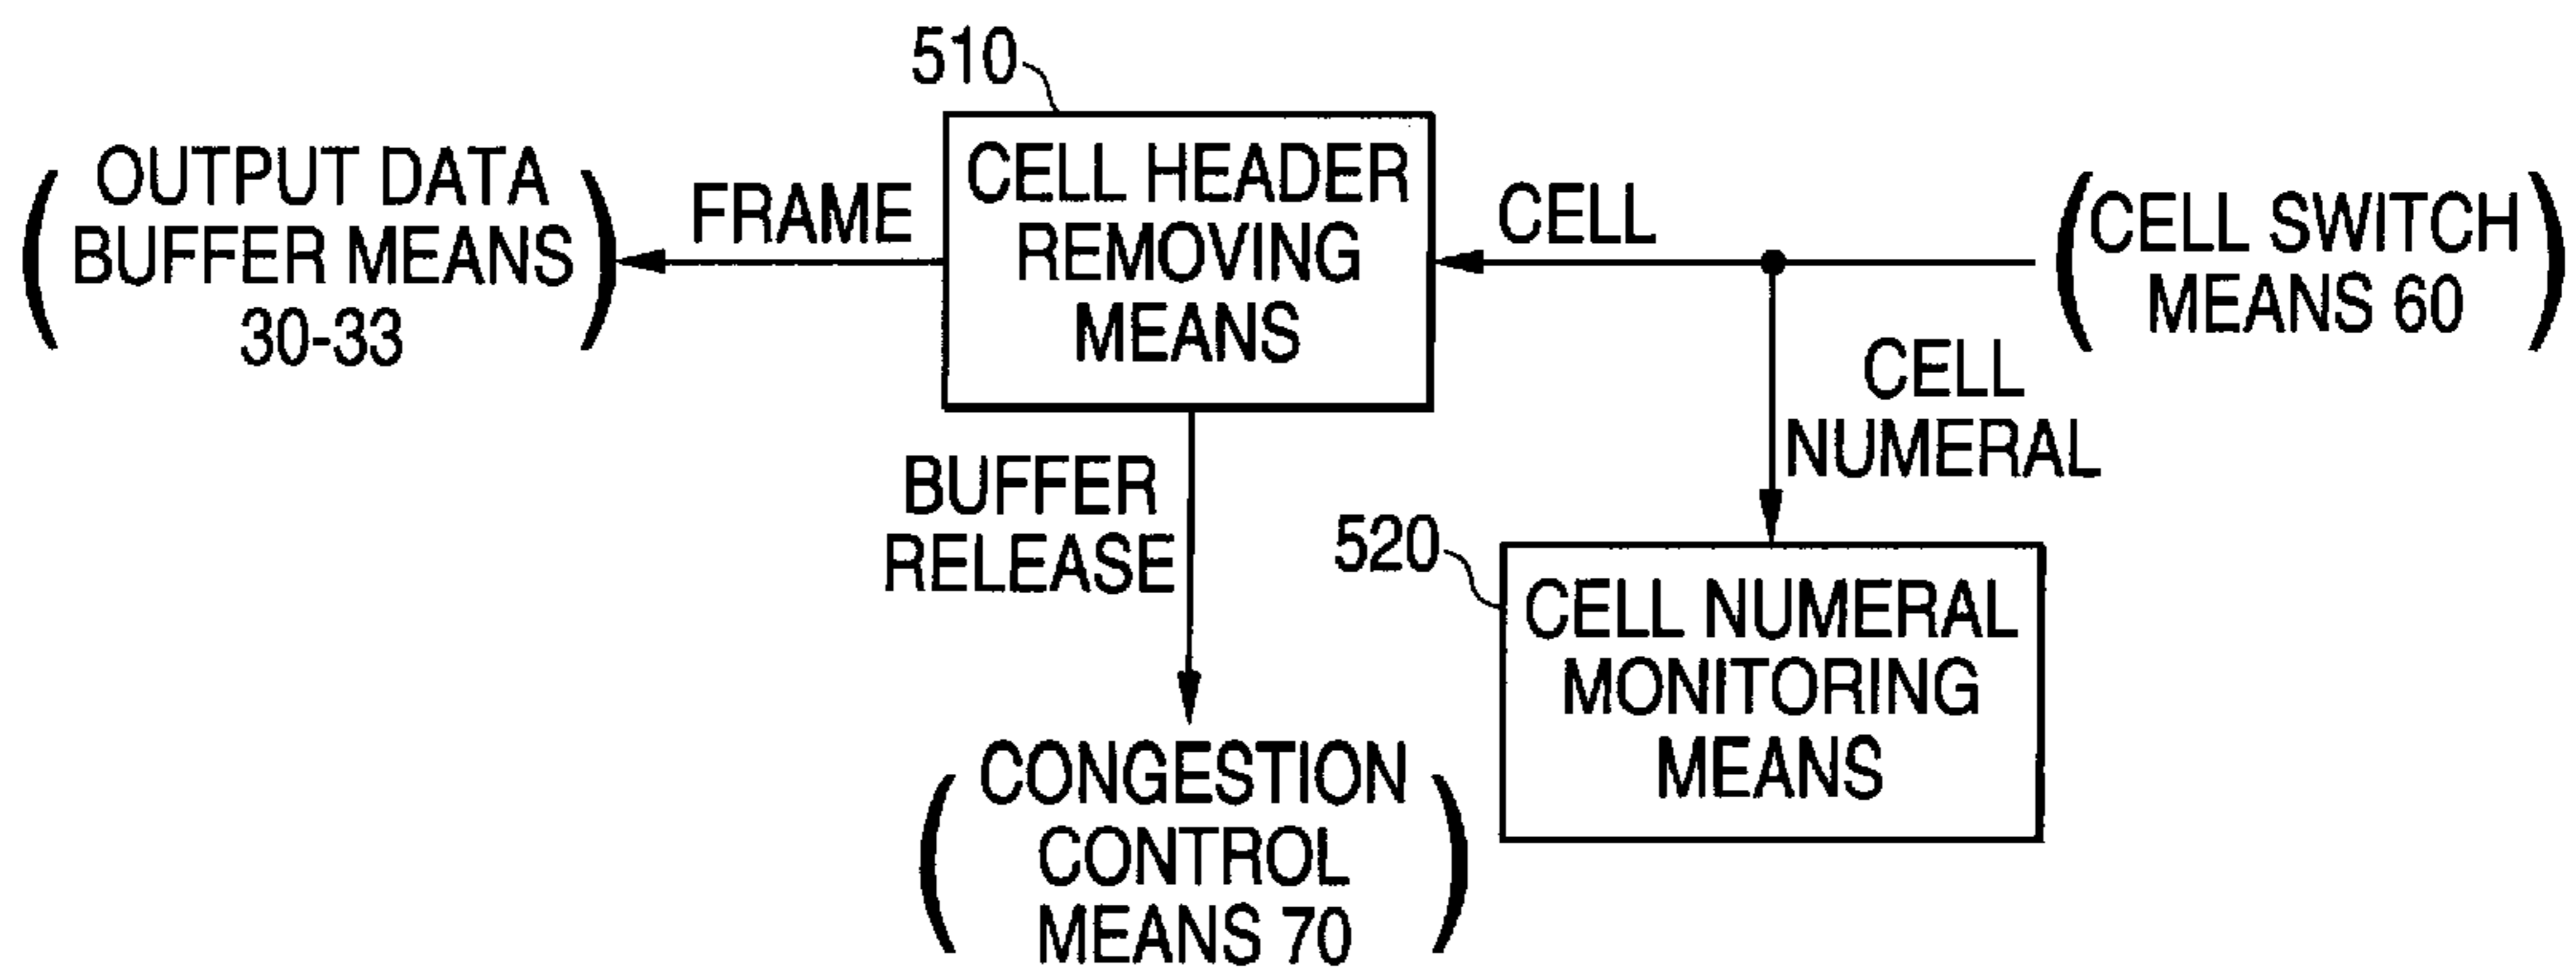 510
OUTPUT DATA
BUFFER MEANS
30-33
FRAME
CELL HEADER
REMOVING
MEANS
CELL
CELL SWITCH
MEANS 60
CELL
NUMERAL
BUFFER
RELEASE
520
CELL NUMERAL
MONITORING
MEANS
CONGESTION
CONTROL
MEANS 70